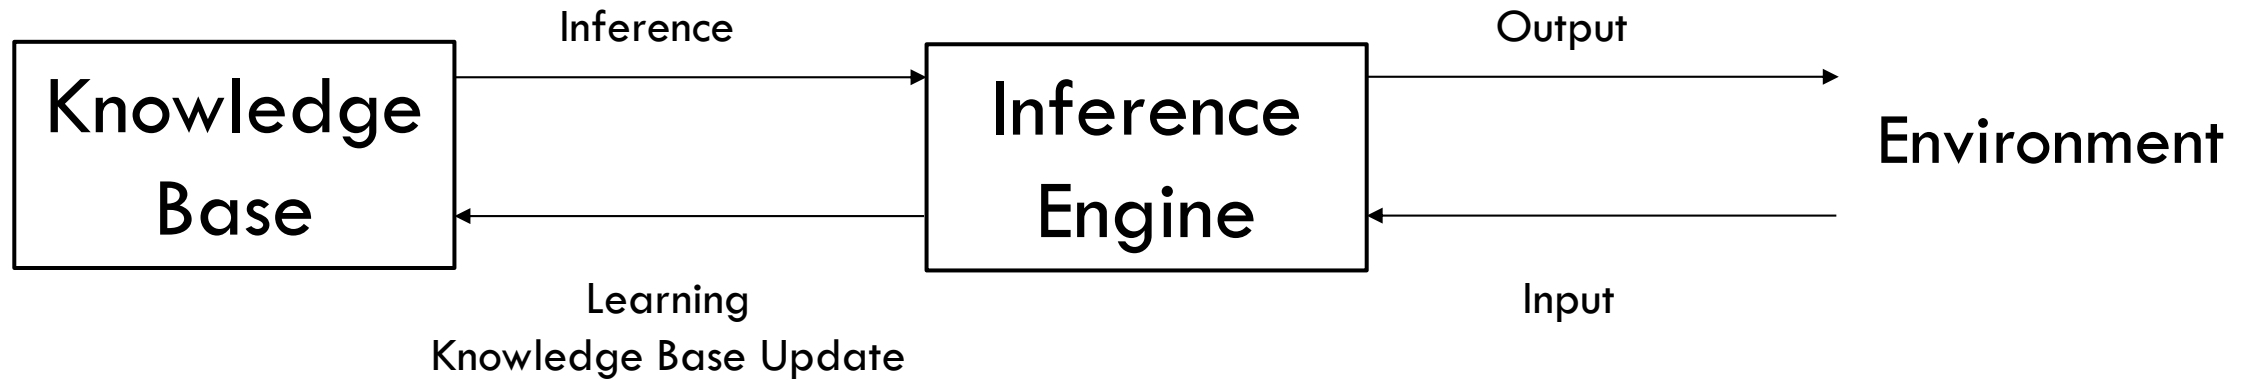 Inference
Output
Knowledge
Base
Inference
Engine
Environment
Learning
Knowledge Base Update
Input